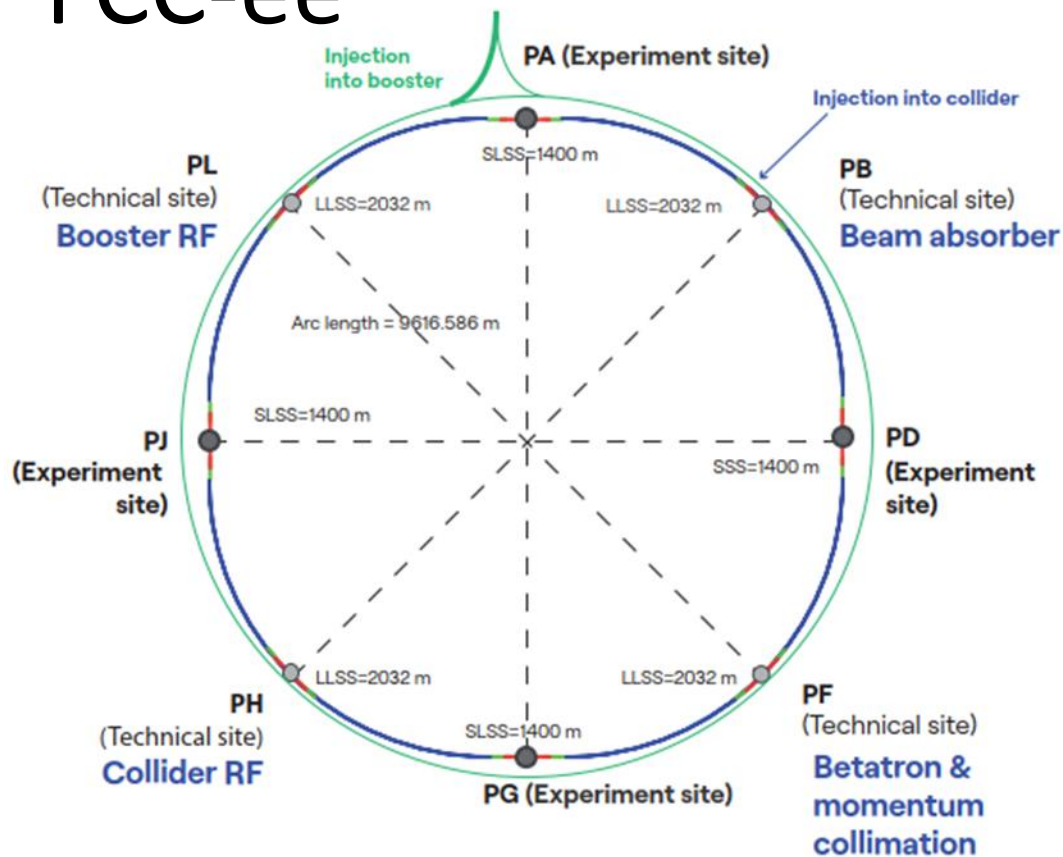 FCC-ee
Injection
into booster
PA (Experiment site)
Injection into collider
SLSS=1400 m
PL
(Technical site)
Booster RF
LLSS=2032 m
LLSS=2032 m
PB
(Technical site)
Beam absorber
Arc length = 9616.586 m
SLSS=1400 m
PJ
(Experiment
site)
SSS=1400 m
PD
(Experiment
site)
LLSS=2032 m
LLSS=2032 m
PH
(Technical site)
Collider RF
SLSS=1400 m
PG (Experiment site)
PF
(Technical site)
Betatron &
momentum
collimation